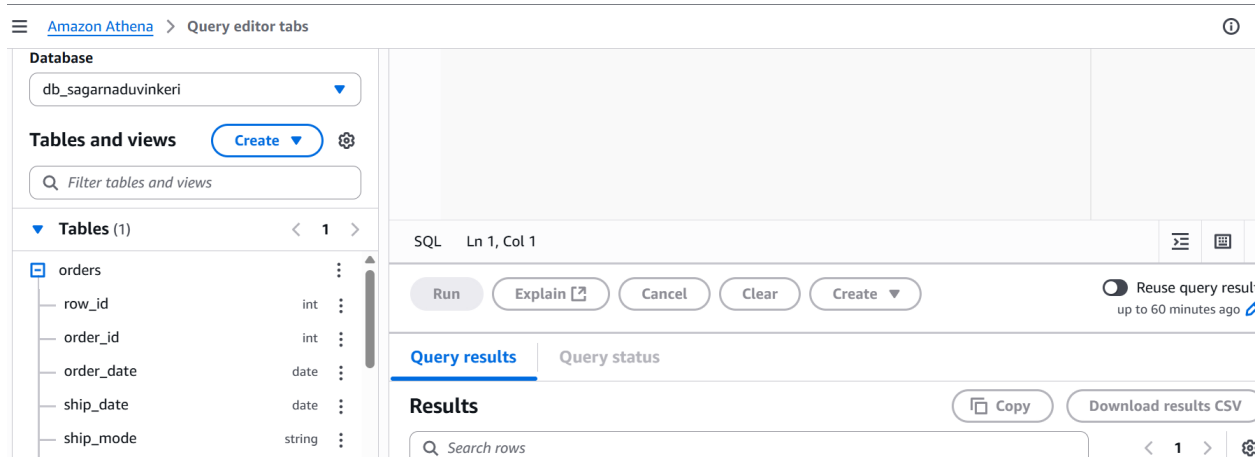 Amazon Athena > Query editor tabs
Database
db_sagarnaduvinkeri
Tables and views
Create
Filter tables and views
Tables (1)
< 1 >
orders
row_id int
order_id int
order_date date
ship_date date
ship_mode string
SQL Ln 1, Col 1
Run Explain Cancel Clear Create
Reuse query result
up to 60 minutes ago
Query results Query status
Results
Copy Download results CSV
Search rows
< 1 >